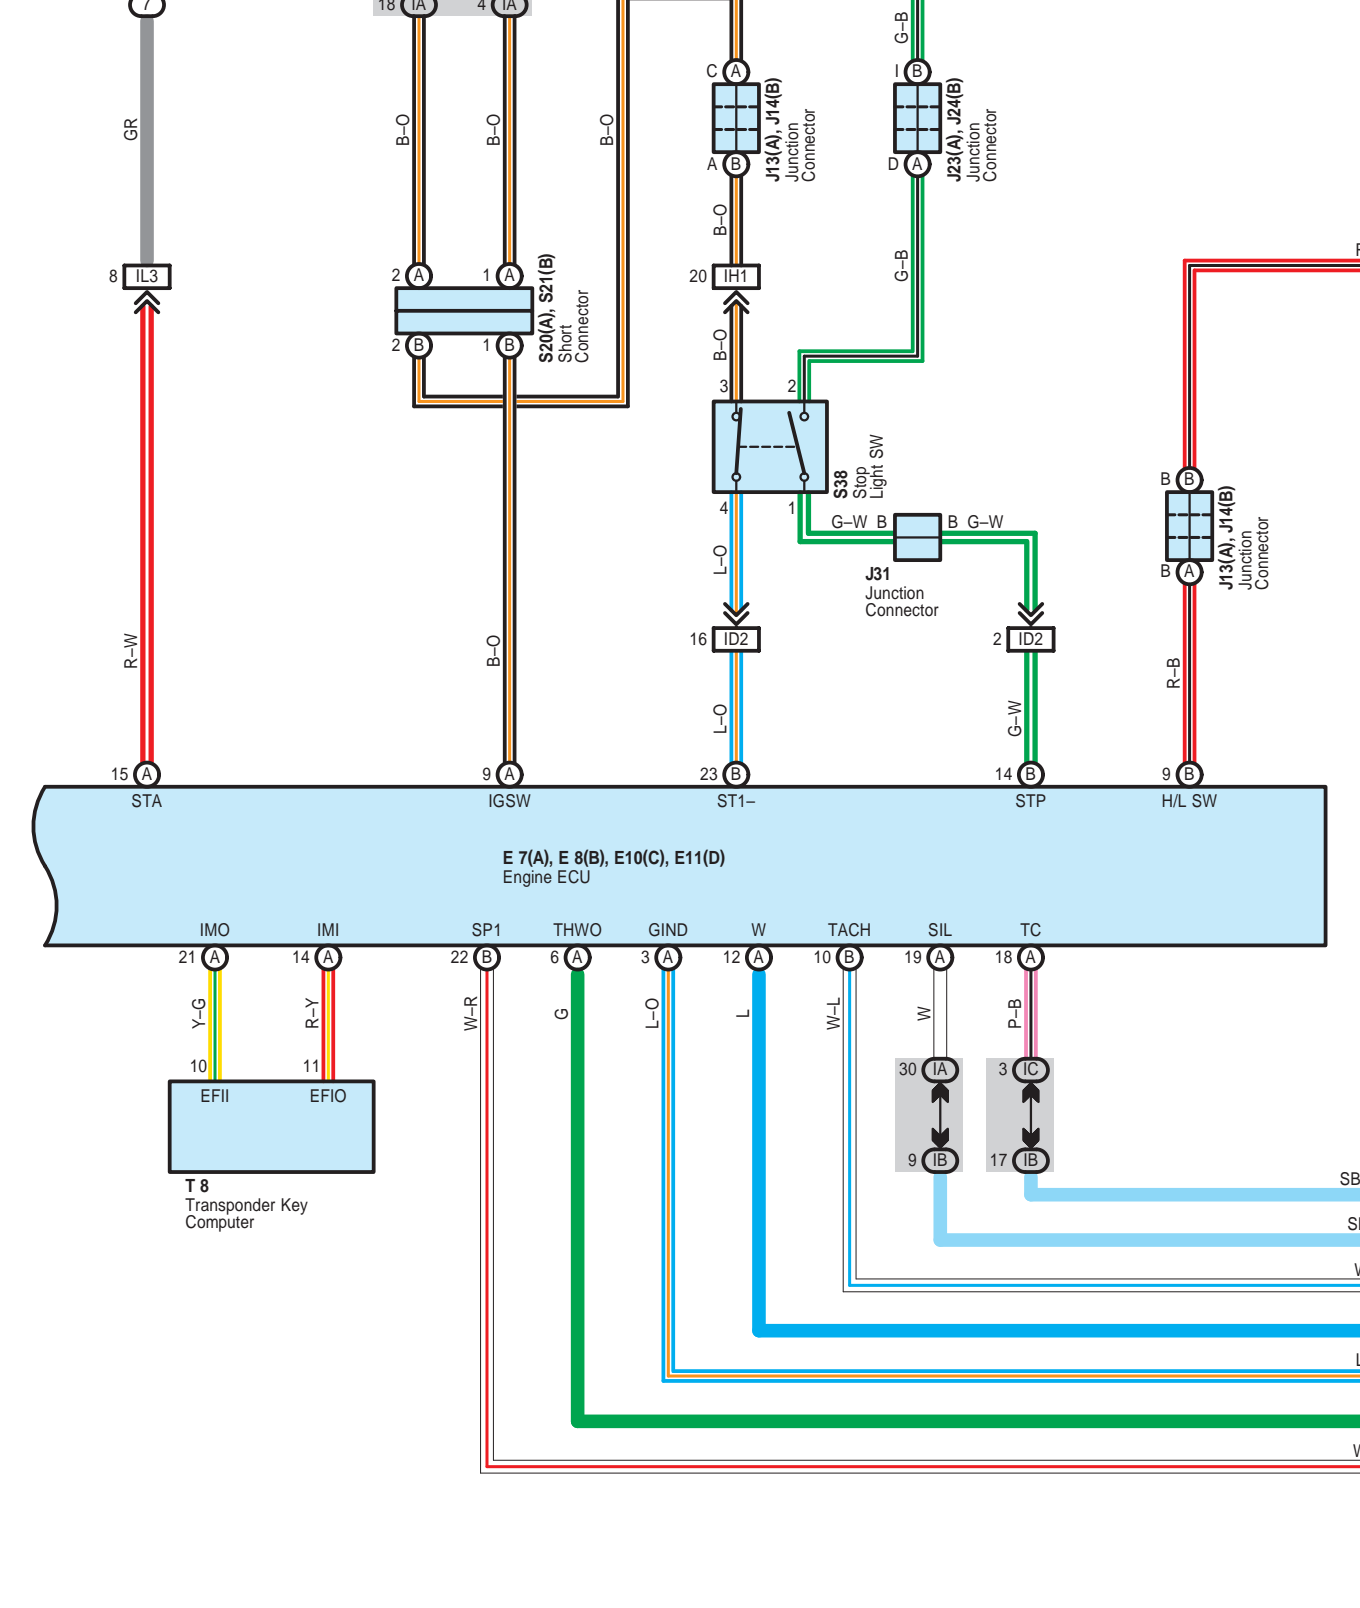 7
18 IA
4 IA
GR
B–O
B–O
B–O
C A
A B
J13(A), J14(B)
Junction
Connector
G–B
I B
D A
J23(A), J24(B)
Junction
Connector
B–O
G–B
8 IL3
2 A
1 A
2 B
1 B
S20(A), S21(B)
Short
Connector
20 IH1
B–O
3
2
S38
Stop
Light SW
4
1
G–W B
B G–W
J31
Junction
Connector
B B
B A
J13(A), J14(B)
Junction
Connector
L–O
16 ID2
2 ID2
R–W
B–O
L–O
G–W
R–B
15 A
9 A
23 B
14 B
9 B
STA
IGSW
ST1–
STP
H/L SW
E 7(A), E 8(B), E10(C), E11(D)
Engine ECU
IMO
IMI
SP1
THWO
GIND
W
TACH
SIL
TC
21 A
14 A
22 B
6 A
3 A
12 A
10 B
19 A
18 A
Y–G
R–Y
W–R
G
L–O
L
W–L
W
P–B
10
11
EFII
EFIO
30 IA
3 IC
9 IB
17 IB
T 8
Transponder Key
Computer
SB